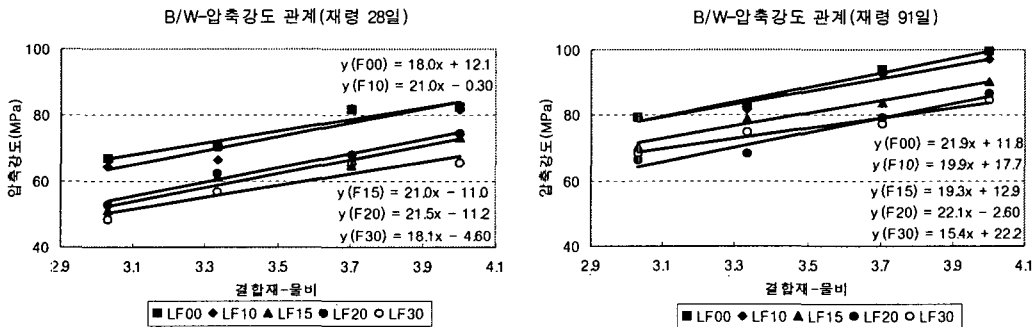 B/W-압축강도 관계(재령 28일)
압축강도(MPa)
100
80
60
40
y(F00) = 18.0x + 12.1
y(F10) = 21.0x - 0.30
y(F15) = 21.0x - 11.0
y(F20) = 21.5x - 11.2
y(F30) = 18.1x - 4.60
2.9 3.1 3.3 3.5 3.7 3.9 4.1
결합재-물비
■ LF00 ◆ LF10 ▲ LF15 ● LF20 ○ LF30
B/W-압축강도 관계(재령 91일)
압축강도(MPa)
100
80
60
40
y(F00) = 21.9x + 11.8
y(F10) = 19.9x + 17.7
y(F15) = 19.3x + 12.9
y(F20) = 22.1x - 2.60
y(F30) = 15.4x + 22.2
2.9 3.1 3.3 3.5 3.7 3.9 4.1
결합재-물비
■ LF00 ◆ LF10 ▲ LF15 ● LF20 ○ LF30